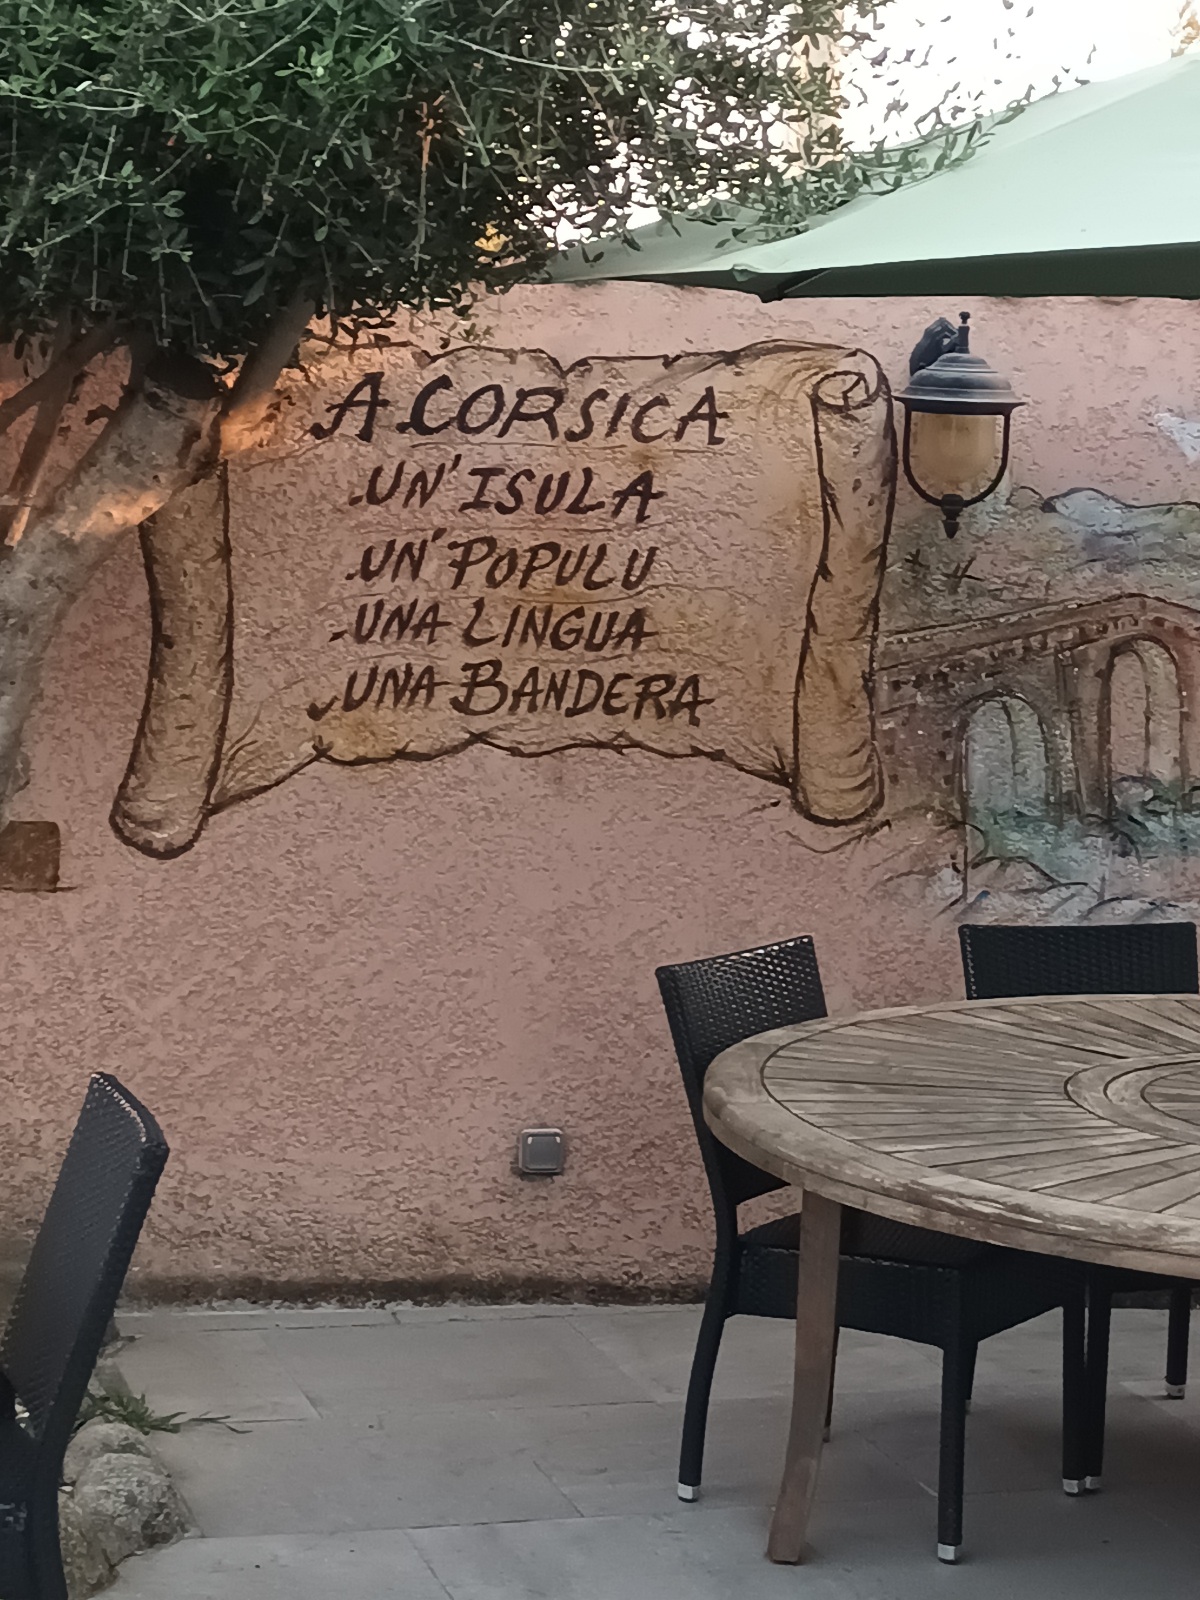 A CORSICA
UN' ISULA
UN' POPULU
UNA LINGUA
UNA BANDERA